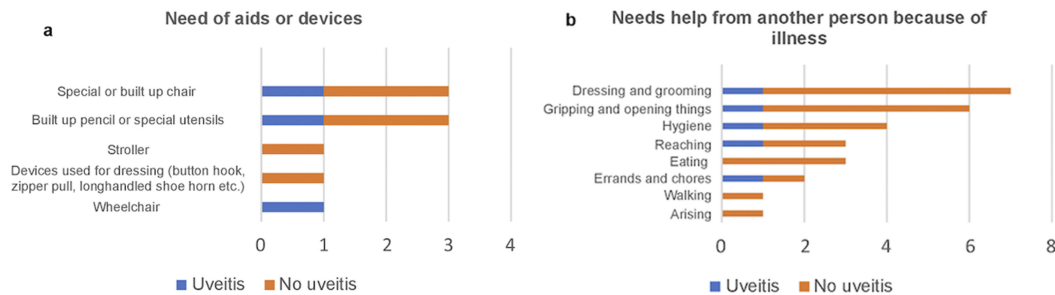 a
Need of aids or devices
Special or built up chair
Built up pencil or special utensils
Stroller
Devices used for dressing (button hook,
zipper pull, longhandled shoe horn etc.)
Wheelchair
0 1 2 3 4
Uveitis No uveitis
b
Needs help from another person because of
illness
Dressing and grooming
Gripping and opening things
Hygiene
Reaching
Eating
Errands and chores
Walking
Arising
0 2 4 6 8
Uveitis No uveitis